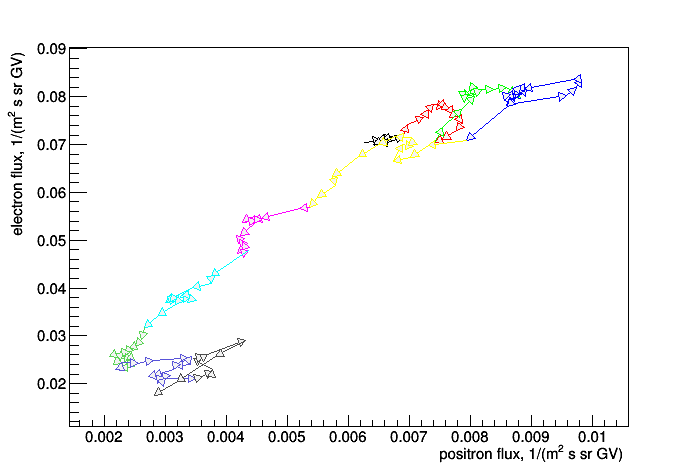 electron flux, 1/(m² s sr GV)
0.09
0.08
0.07
0.06
0.05
0.04
0.03
0.02
0.002 0.003 0.004 0.005 0.006 0.007 0.008 0.009 0.01
positron flux, 1/(m² s sr GV)